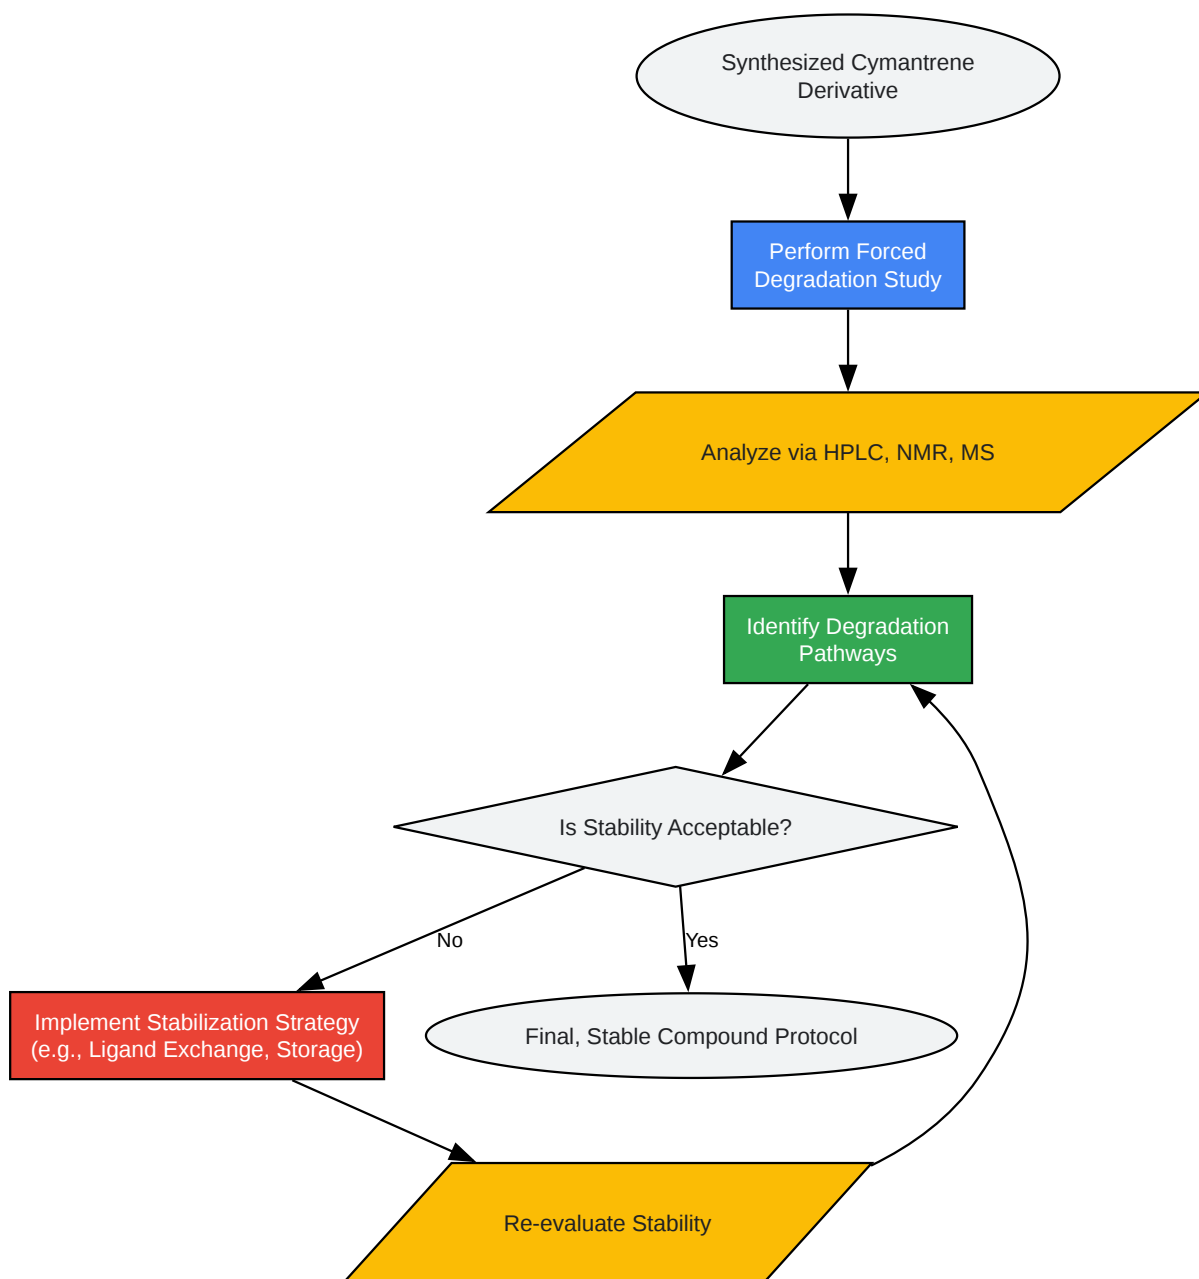 Synthesized Cymantrene
Derivative
Perform Forced
Degradation Study
Analyze via HPLC, NMR, MS
Identify Degradation
Pathways
Is Stability Acceptable?
No
Yes
Implement Stabilization Strategy
(e.g., Ligand Exchange, Storage)
Final, Stable Compound Protocol
Re-evaluate Stability